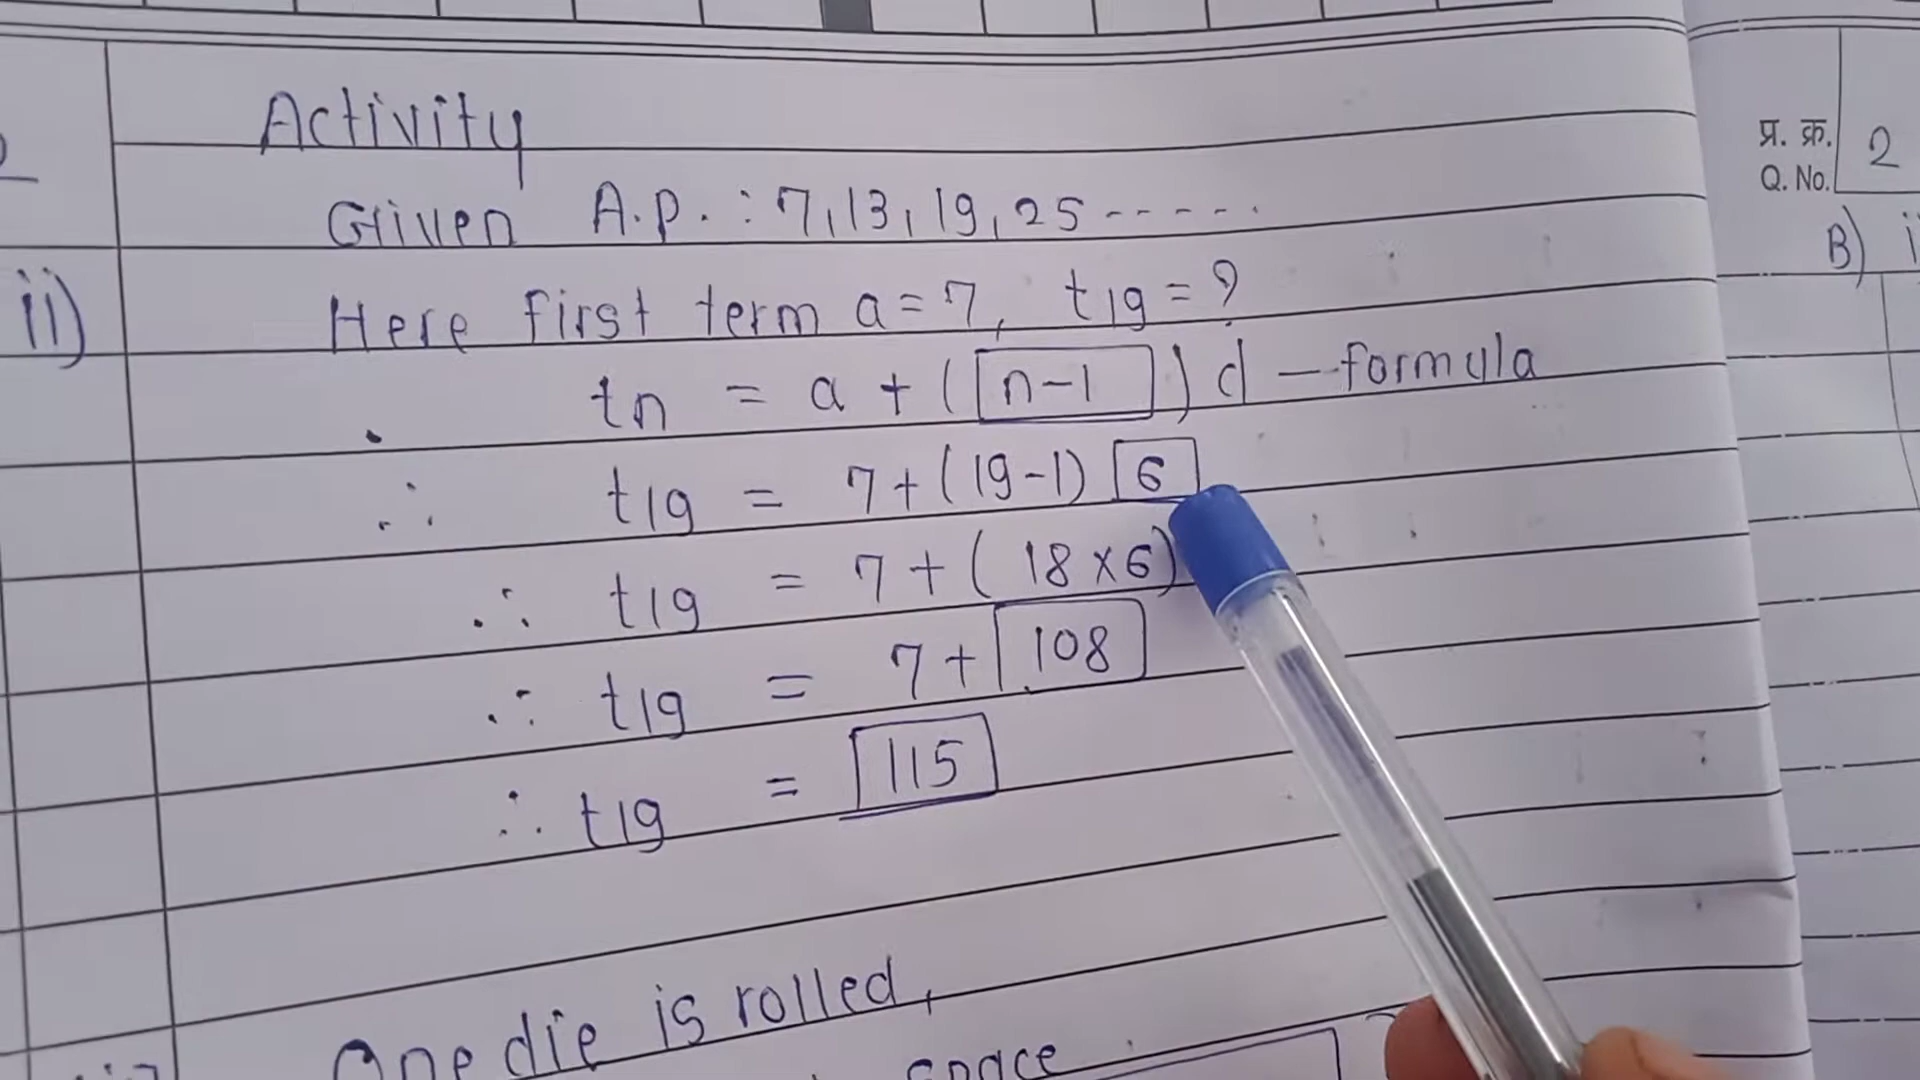 Activity
Given A.P. : 7, 13, 19, 25 -----.
प्र. क्र.
Q. No. 2
B) i
ii) Here first term a = 7, t19 = ?
tn = a + (n-1) d — formula
∴ t19 = 7 + (19-1) 6
∴ t19 = 7 + (18 × 6)
∴ t19 = 7 + 108
∴ t19 = 115
One die is rolled,
space